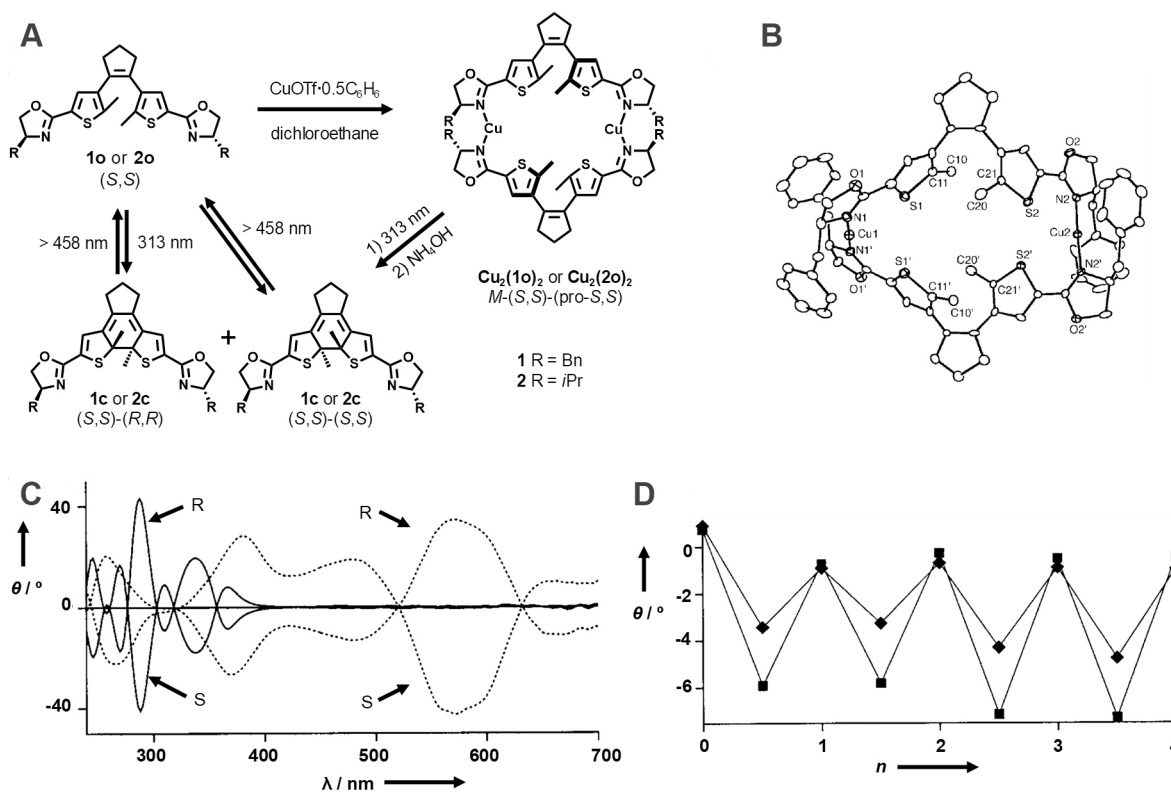 A
O
N
R
S
S
O
N
R
1o or 2o
(S,S)
CuOTf·0.5C₆H₆
dichloroethane
O
N
S
S
N
O
R
R
Cu
Cu
R
R
N
N
O
S
S
O
> 458 nm
313 nm
> 458 nm
1) 313 nm
2) NH₄OH
Cu₂(1o)₂ or Cu₂(2o)₂
M-(S,S)-(pro-S,S)
O
N
R
S
S
O
N
R
+
O
N
R
S
S
O
N
R
1c or 2c
(S,S)-(R,R)
1c or 2c
(S,S)-(S,S)
1 R = Bn
2 R = iPr
B
O1
C10
C11
S1
N1
Cu1
N1'
O1'
S1'
C11'
C10'
C21
C20
S2
O2
N2
Cu2
N2'
O2'
S2'
C20'
C21'
C
40
0
-40
θ / º
R
R
S
S
300
400
500
600
700
λ / nm
D
0
-2
-4
-6
θ / º
0
1
2
3
n